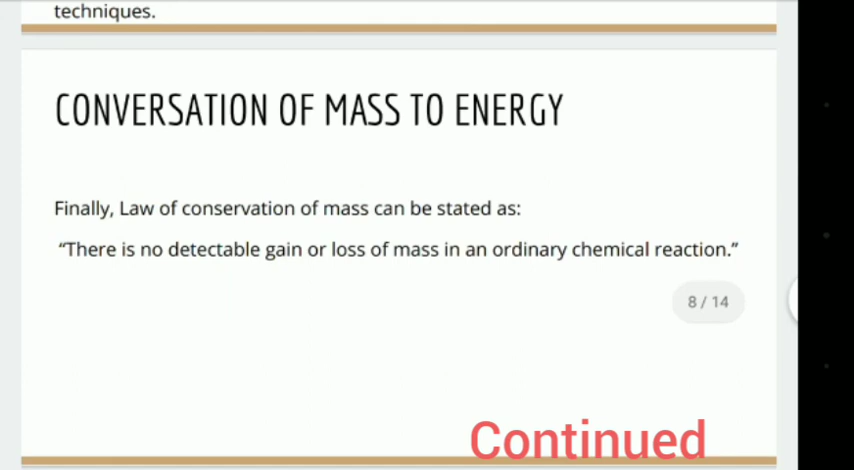 techniques.
CONVERSATION OF MASS TO ENERGY
Finally, Law of conservation of mass can be stated as:
“There is no detectable gain or loss of mass in an ordinary chemical reaction.”
8 / 14
Continued